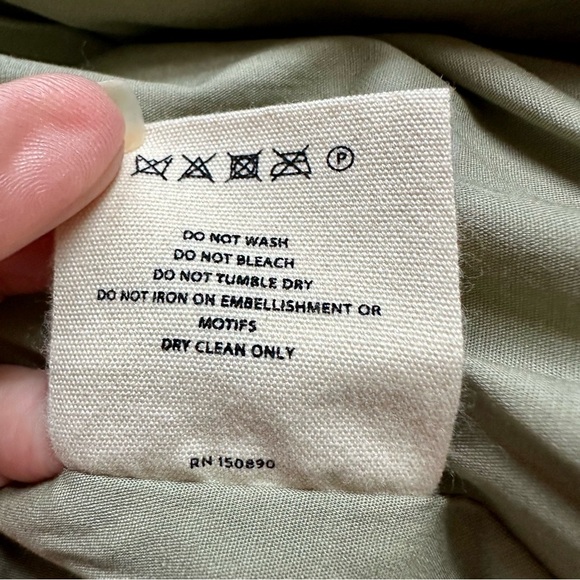 P
DO NOT WASH
DO NOT BLEACH
DO NOT TUMBLE DRY
DO NOT IRON ON EMBELLISHMENT OR
MOTIFS
DRY CLEAN ONLY
RN 150890